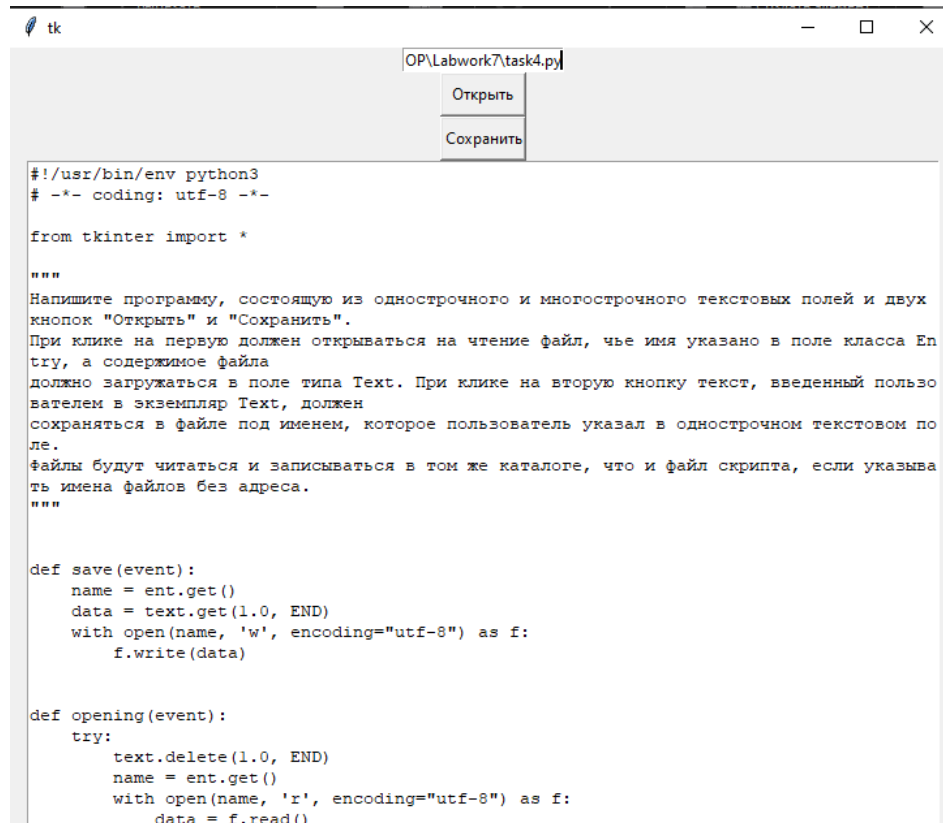 tk
OP\Labwork7\task4.py
Открыть
Сохранить
#!/usr/bin/env python3
# -*- coding: utf-8 -*-
from tkinter import *
"""
Напишите программу, состоящую из однострочного и многострочного текстовых полей и двух
кнопок "Открыть" и "Сохранить".
При клике на первую должен открываться на чтение файл, чье имя указано в поле класса En
try, а содержимое файла
должно загружаться в поле типа Text. При клике на вторую кнопку текст, введенный пользо
вателем в экземпляр Text, должен
сохраняться в файле под именем, которое пользователь указал в однострочном текстовом по
ле.
Файлы будут читаться и записываться в том же каталоге, что и файл скрипта, если указыва
ть имена файлов без адреса.
"""
def save(event):
    name = ent.get()
    data = text.get(1.0, END)
    with open(name, 'w', encoding="utf-8") as f:
        f.write(data)
def opening(event):
    try:
        text.delete(1.0, END)
        name = ent.get()
        with open(name, 'r', encoding="utf-8") as f:
            data = f.read()